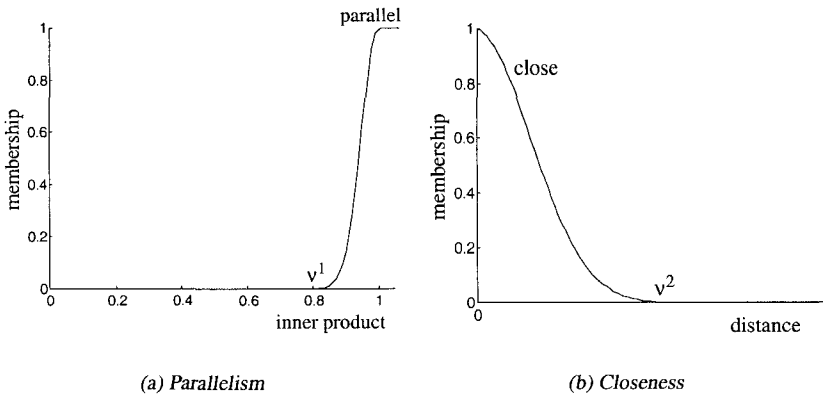 parallel
1
0.8
0.6
0.4
0.2
0
membership
ν¹
0 0.2 0.4 0.6 0.8 1
inner product
(a) Parallelism
1
0.8
0.6
0.4
0.2
0
membership
close
ν²
0
distance
(b) Closeness